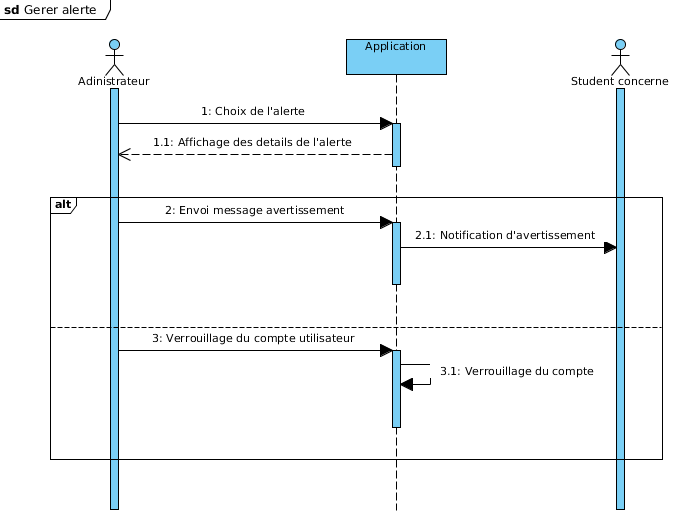 sd Gerer alerte
Application
Adinistrateur
Student concerne
1: Choix de l'alerte
1.1: Affichage des details de l'alerte
alt
2: Envoi message avertissement
2.1: Notification d'avertissement
3: Verrouillage du compte utilisateur
3.1: Verrouillage du compte